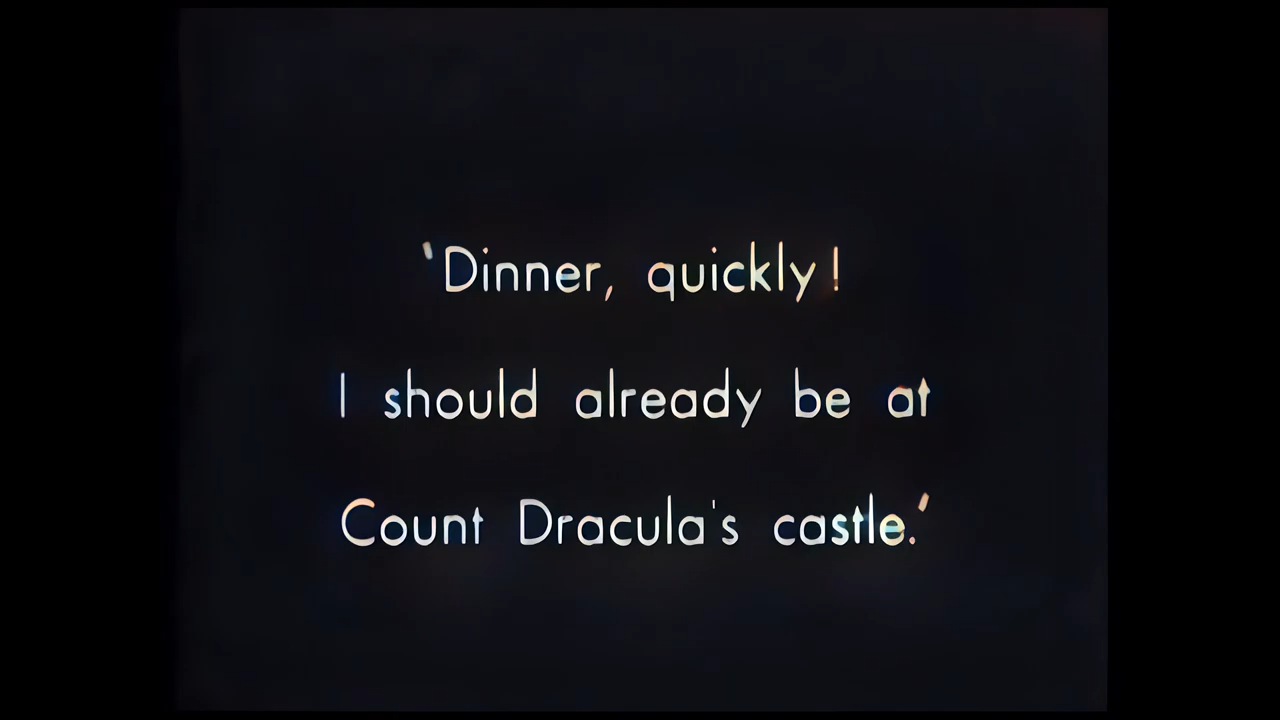 ‛Dinner, quickly!
I should already be at
Count Dracula's castle.’